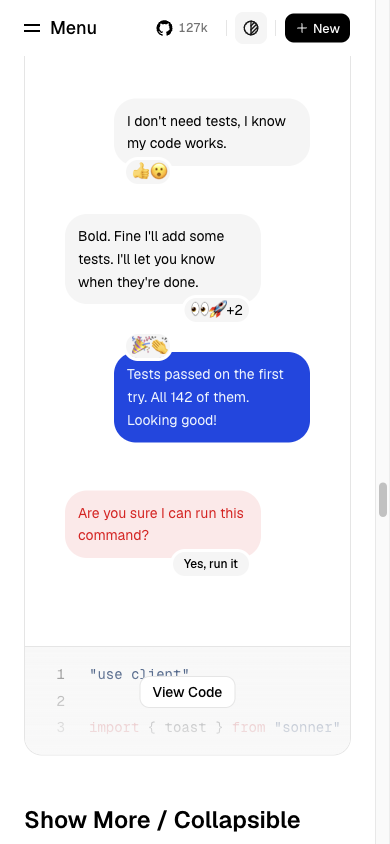 Menu
127k
+ New
I don't need tests, I know
my code works.
👍😮
Bold. Fine I'll add some
tests. I'll let you know
when they're done.
👀🚀+2
🎉👏
Tests passed on the first
try. All 142 of them.
Looking good!
Are you sure I can run this
command?
Yes, run it
1 "use client"
View Code
2
3 import { toast } from "sonner"
Show More / Collapsible